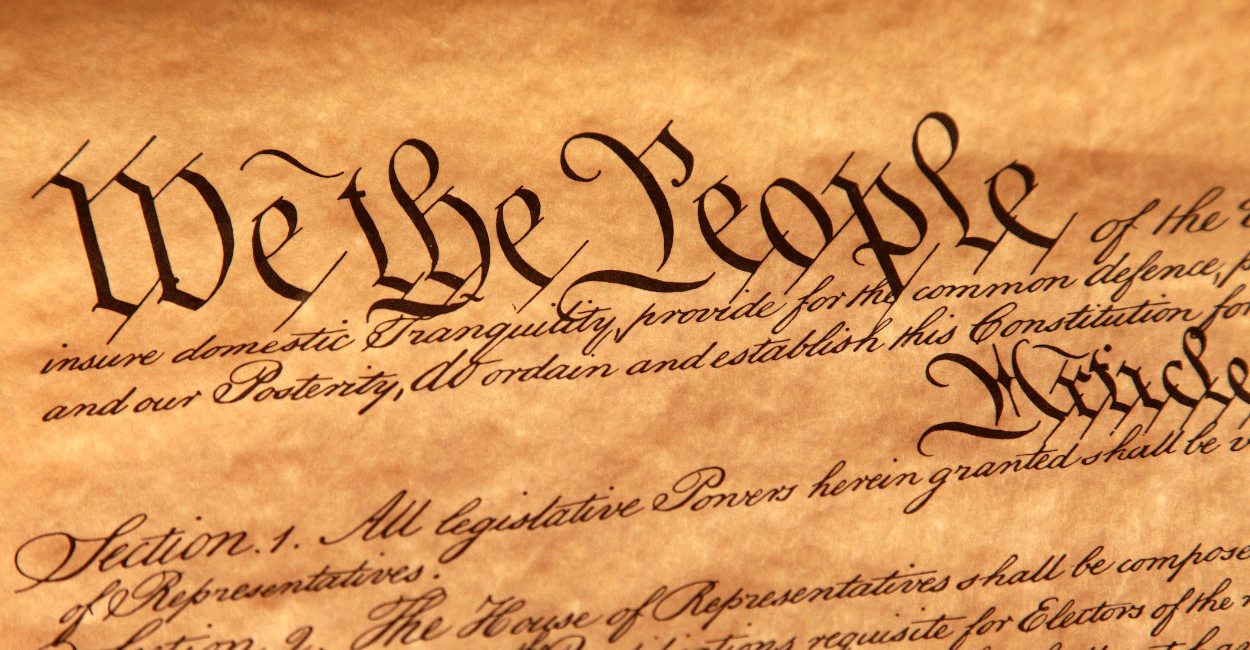 We the People of the
insure domestic Tranquility, provide for the common defence,
and our Posterity, do ordain and establish this Constitution for
Article
Section. 1. All legislative Powers herein granted shall be
of Representatives.
Section. 2. The House of Representatives shall be compose
requisite for Electors of the